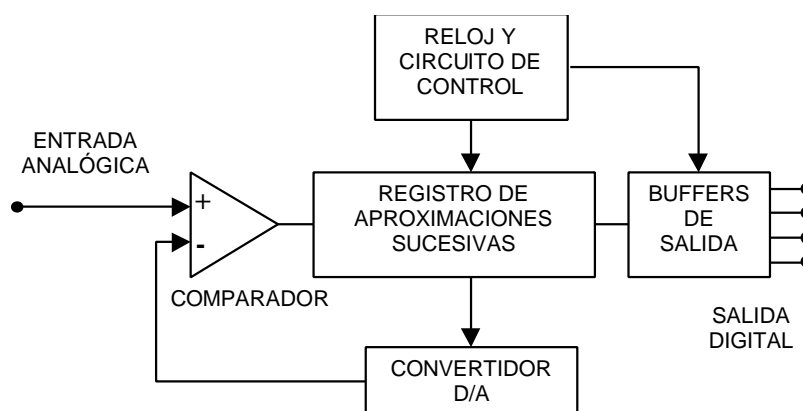 RELOJ Y
CIRCUITO DE
CONTROL
ENTRADA
ANALÓGICA
+
-
COMPARADOR
REGISTRO DE
APROXIMACIONES
SUCESIVAS
BUFFERS
DE
SALIDA
SALIDA
DIGITAL
CONVERTIDOR
D/A